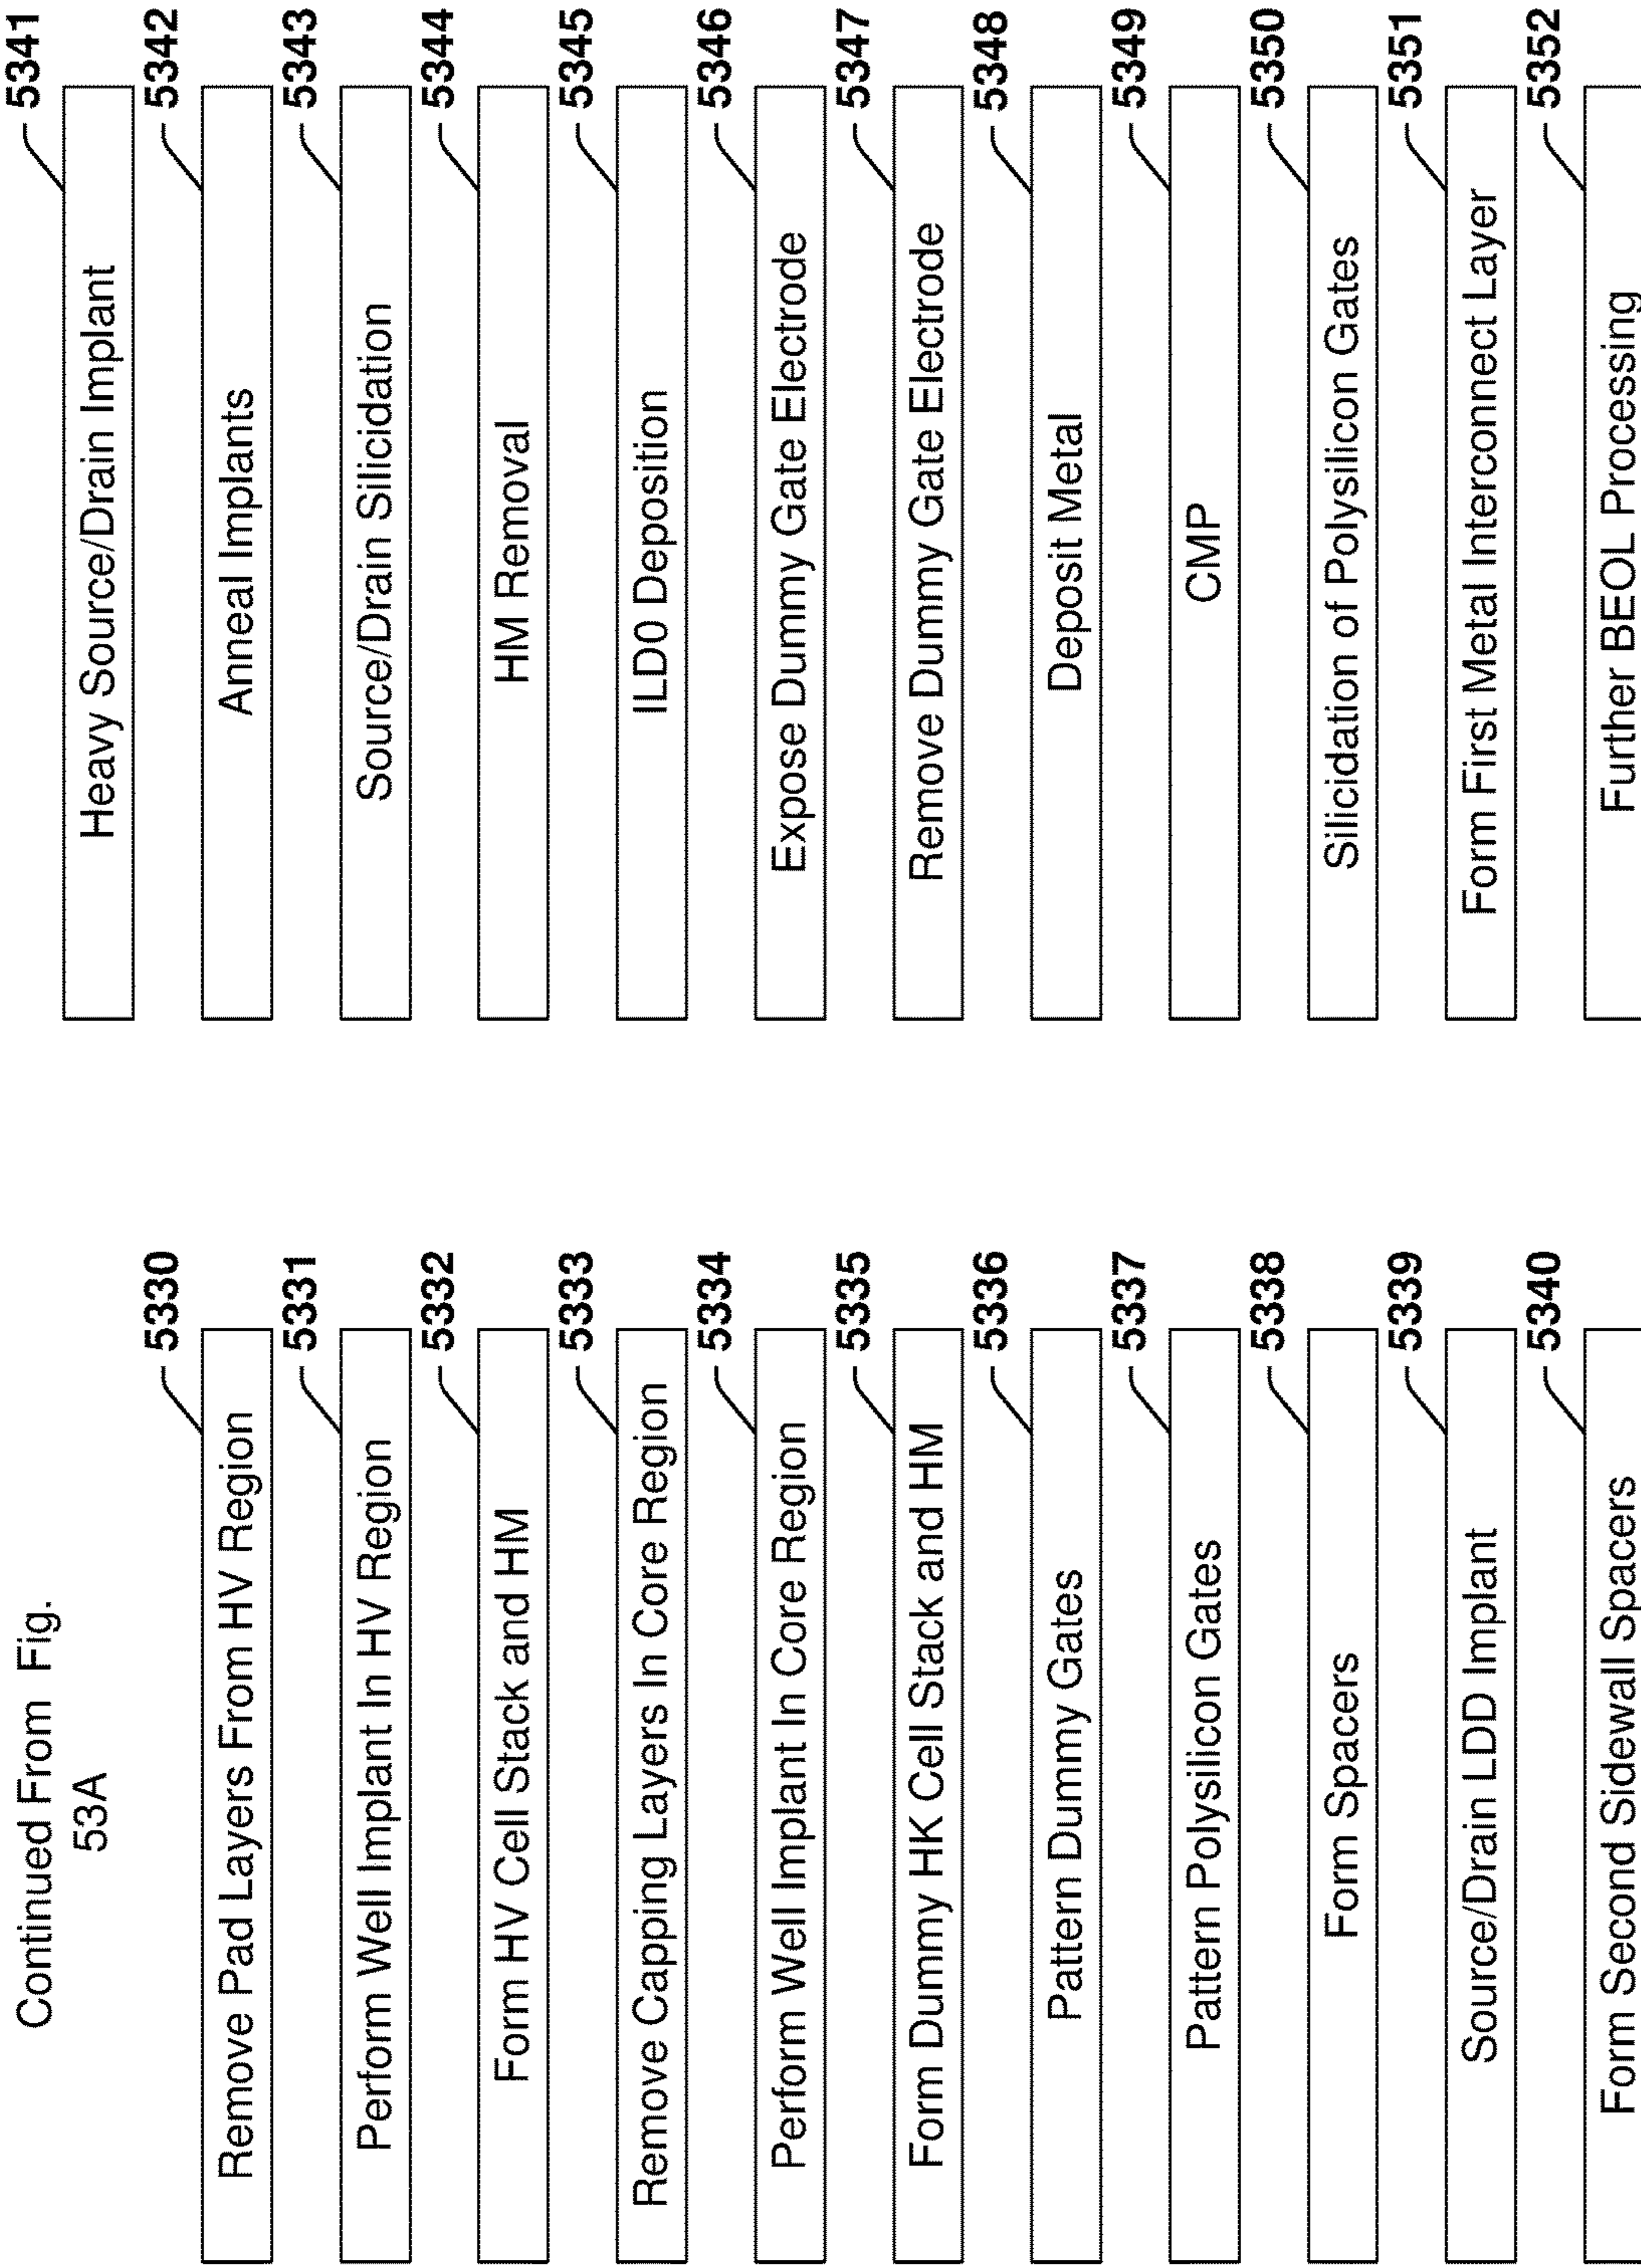 Continued From Fig.
53A
5330
Remove Pad Layers From HV Region
5331
Perform Well Implant In HV Region
5332
Form HV Cell Stack and HM
5333
Remove Capping Layers In Core Region
5334
Perform Well Implant In Core Region
5335
Form Dummy HK Cell Stack and HM
5336
Pattern Dummy Gates
5337
Pattern Polysilicon Gates
5338
Form Spacers
5339
Source/Drain LDD Implant
5340
Form Second Sidewall Spacers
5341
Heavy Source/Drain Implant
5342
Anneal Implants
5343
Source/Drain Silicidation
5344
HM Removal
5345
ILD0 Deposition
5346
Expose Dummy Gate Electrode
5347
Remove Dummy Gate Electrode
5348
Deposit Metal
5349
CMP
5350
Silicidation of Polysilicon Gates
5351
Form First Metal Interconnect Layer
5352
Further BEOL Processing